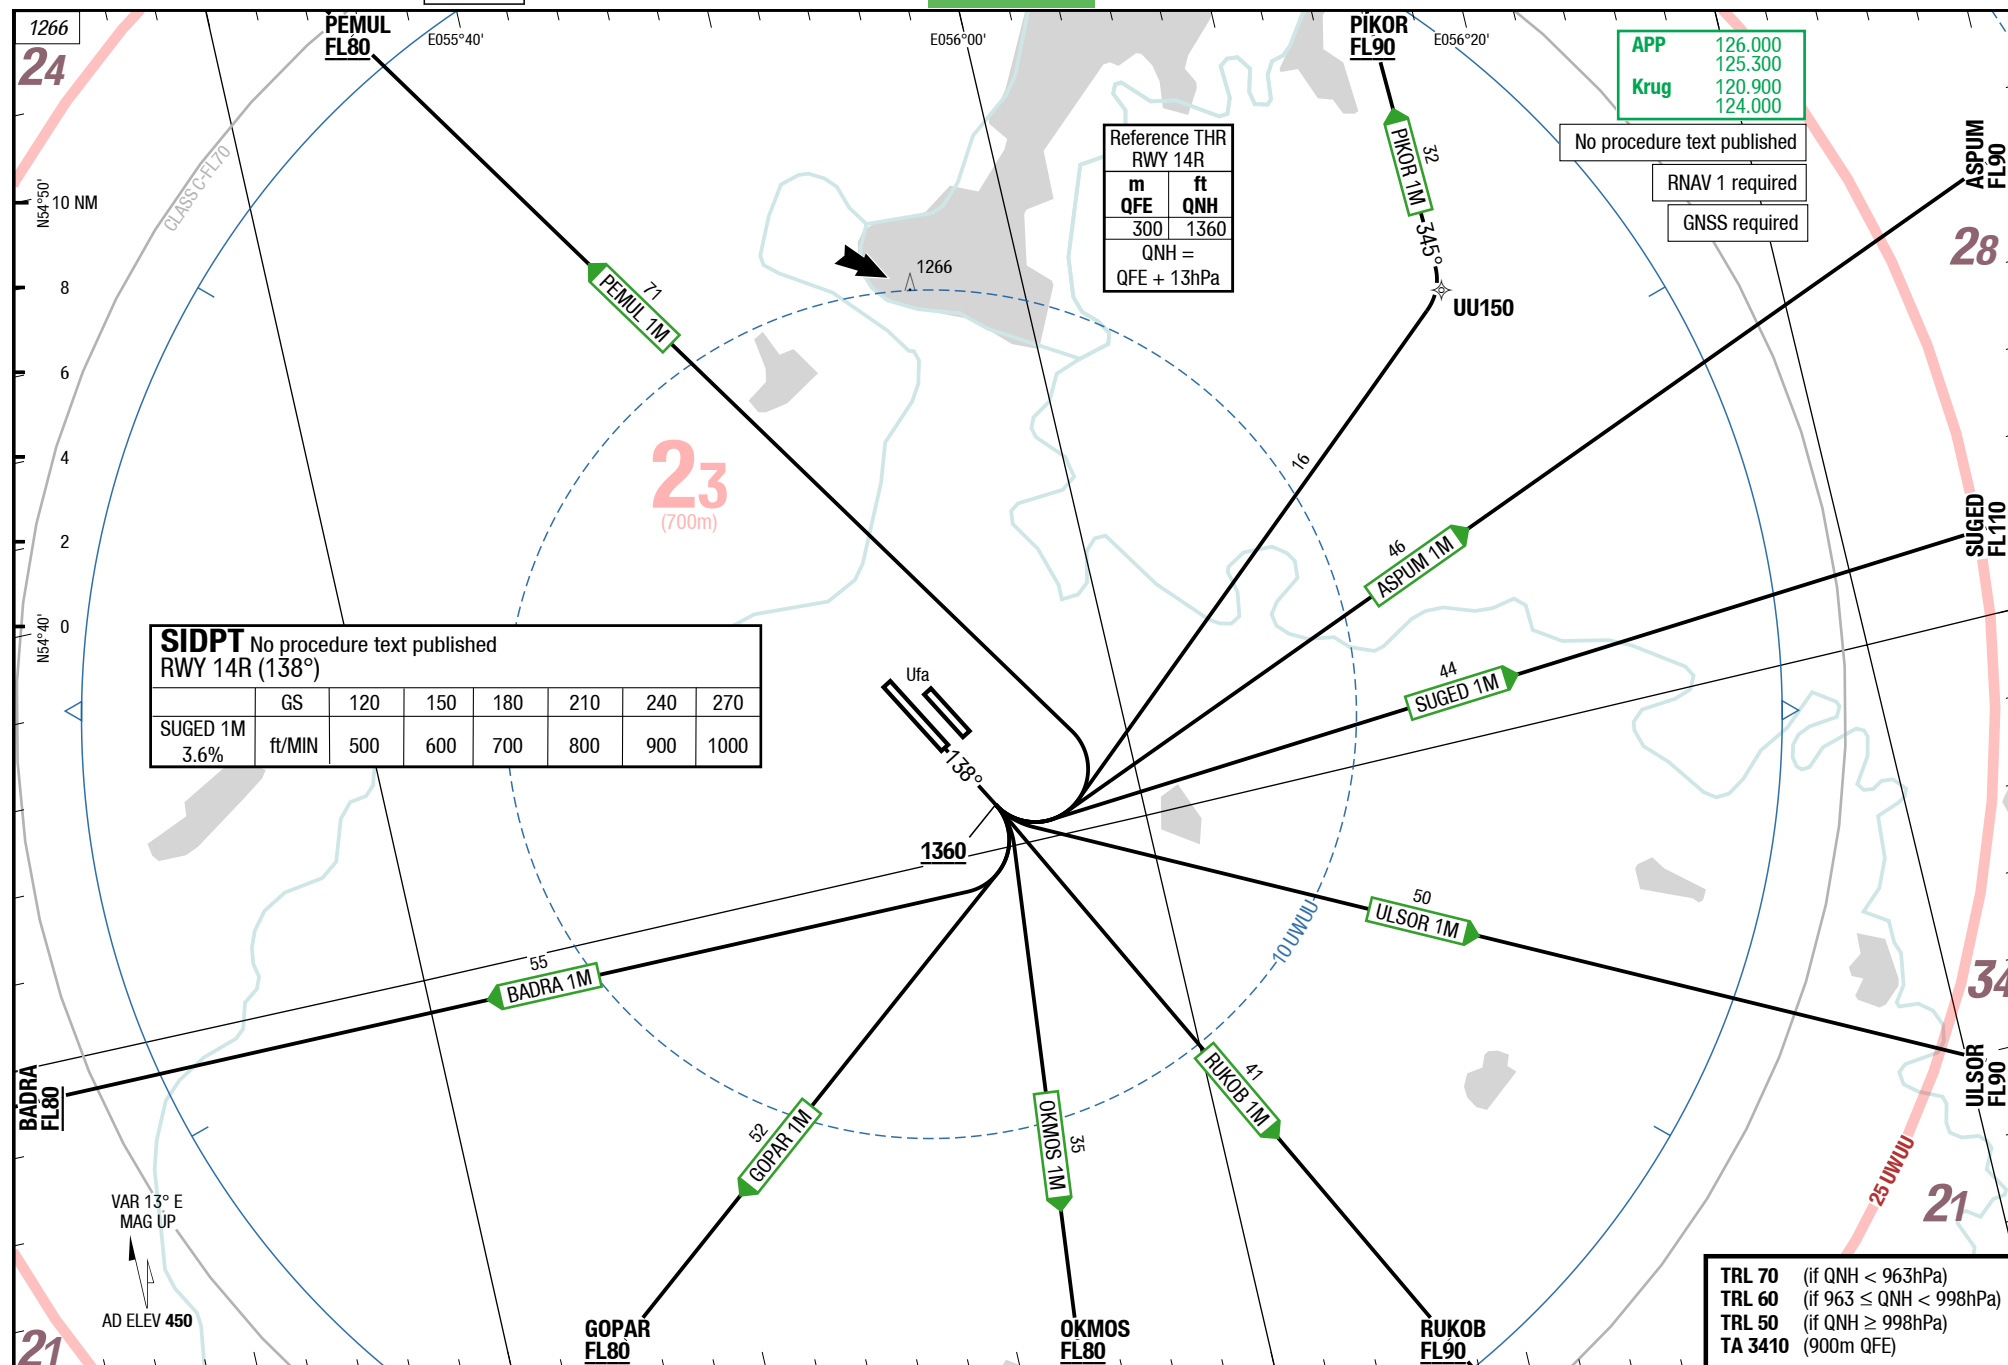 1266
PEMUL
FL80
E055°40'
E056°00'
PIKOR
FL90
E056°20'
APP 126.000
125.300
Krug 120.900
124.000
24
CLASS C-FL70
Reference THR
RWY 14R
m ft
QFE QNH
300 1360
QNH =
QFE + 13hPa
32
PIKOR 1M
345°
No procedure text published
RNAV 1 required
GNSS required
ASPUM
FL90
N54°50'
10 NM
28
1266
8
71
PEMUL 1M
UU150
6
4
16
23
(700m)
2
46
ASPUM 1M
SUGED
FL110
N54°40'
0
SIDPT No procedure text published
RWY 14R (138°)
GS 120 150 180 210 240 270
SUGED 1M
3.6%
ft/MIN 500 600 700 800 900 1000
Ufa
138°
44
SUGED 1M
1360
50
ULSOR 1M
10 UWUU
55
BADRA 1M
34
BADRA
FL80
ULSOR
FL90
52
GOPAR 1M
35
OKMOS 1M
41
RUKOB 1M
25 UWUU
21
VAR 13° E
MAG UP
AD ELEV 450
21
GOPAR
FL80
OKMOS
FL80
RUKOB
FL90
TRL 70 (if QNH < 963hPa)
TRL 60 (if 963 ≤ QNH < 998hPa)
TRL 50 (if QNH ≥ 998hPa)
TA 3410 (900m QFE)